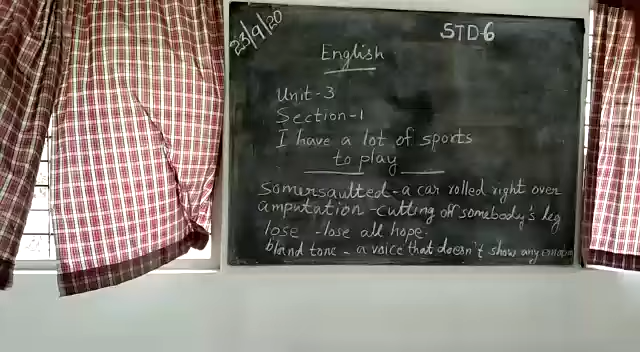 23/9/20
STD-6
English
Unit-3
Section-1
I have a lot of sports
to play
Somersaulted - a car rolled right over
amputation - cutting off somebody's leg
lose - lose all hope.
bland tone - a voice that doesn't show any